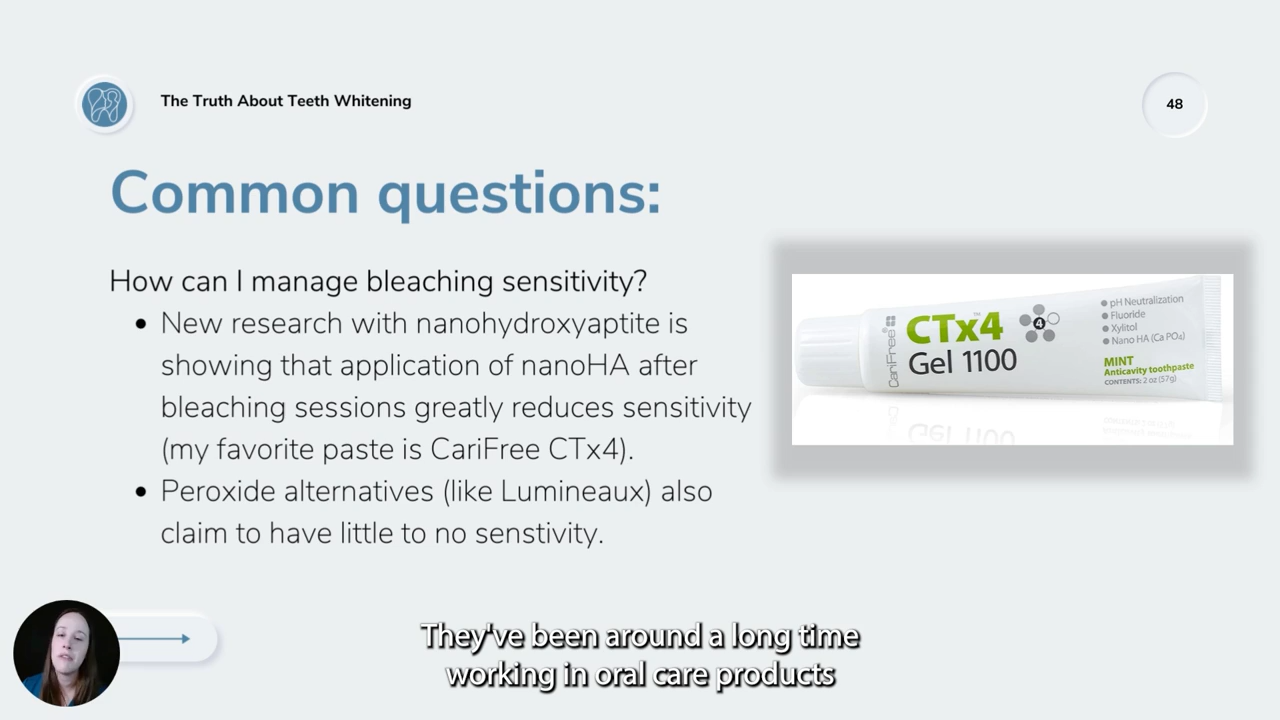 The Truth About Teeth Whitening
48
Common questions:
How can I manage bleaching sensitivity?
New research with nanohydroxyaptite is
showing that application of nanoHA after
bleaching sessions greatly reduces sensitivity
(my favorite paste is CariFree CTx4).
Peroxide alternatives (like Lumineaux) also
claim to have little to no senstivity.
CariFree
CTx4
Gel 1100
4
pH Neutralization
Fluoride
Xylitol
Nano HA (Ca PO₄)
MINT
Anticavity toothpaste
CONTENTS: 2 oz (57g)
They've been around a long time
working in oral care products